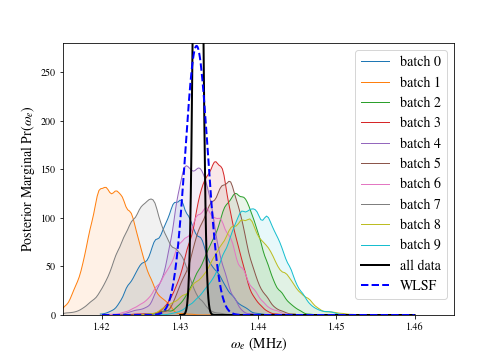 Posterior Marginal Pr(ωₑ)
250
200
150
100
50
0
1.42
1.43
1.44
1.45
1.46
ωₑ (MHz)
batch 0
batch 1
batch 2
batch 3
batch 4
batch 5
batch 6
batch 7
batch 8
batch 9
all data
WLSF